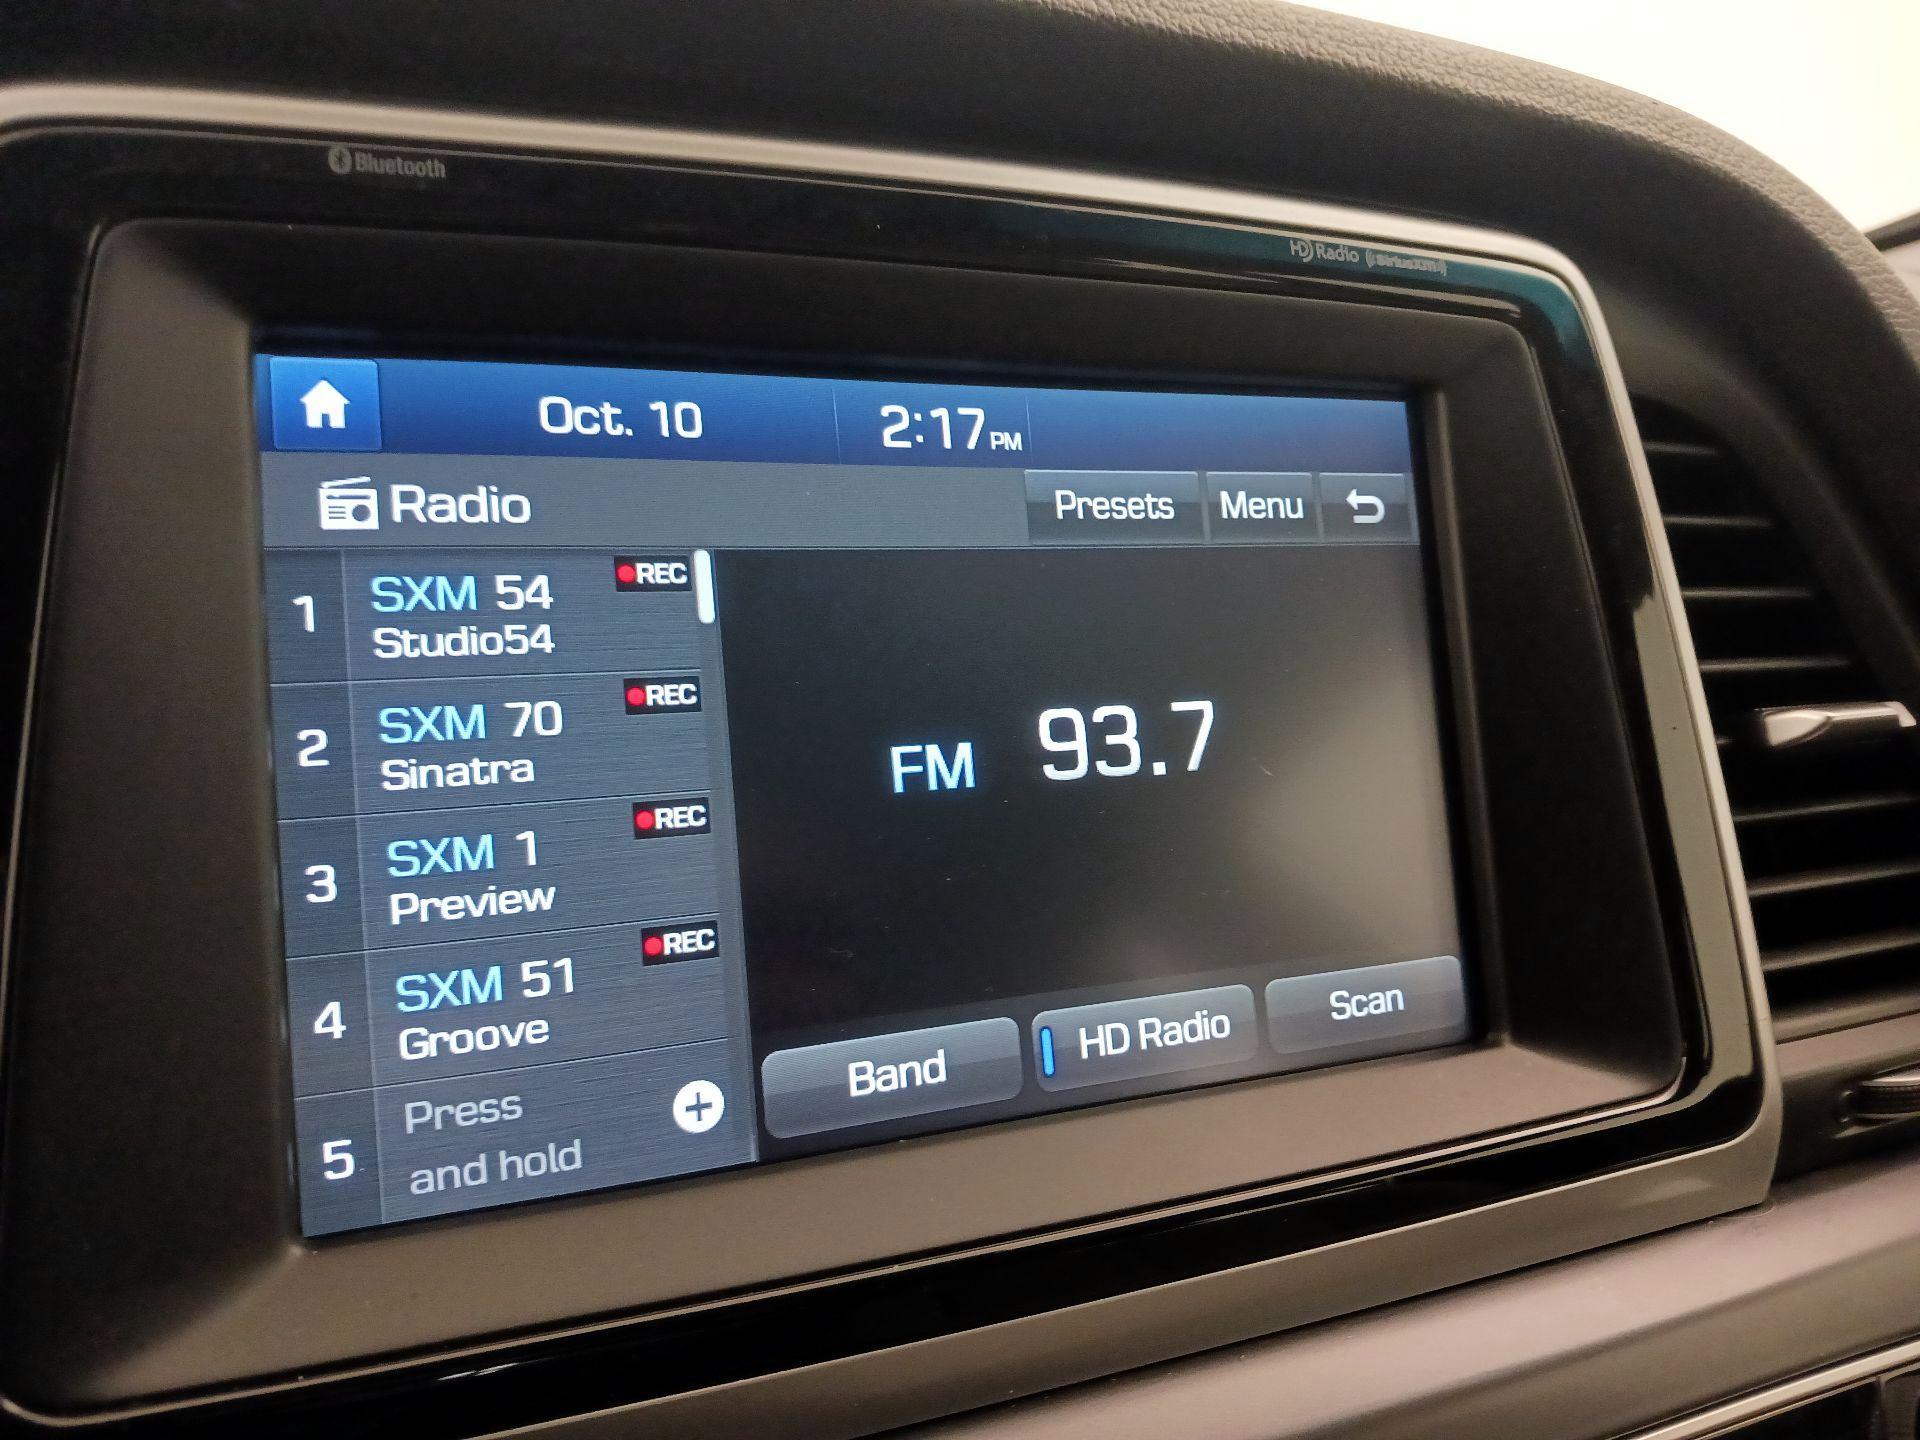 Bluetooth
HD Radio ((SiriusXM))
Oct. 10 2:17 PM
Radio Presets Menu
1 SXM 54 REC
Studio54
2 SXM 70 REC
Sinatra
3 SXM 1 REC
Preview
4 SXM 51 REC
Groove
5 Press
and hold
FM 93.7
Band HD Radio Scan